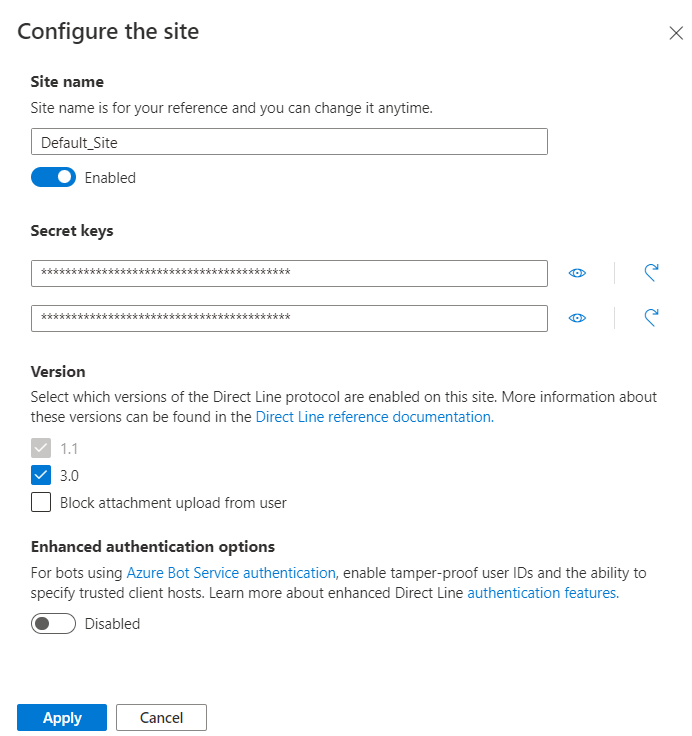 Configure the site
Site name
Site name is for your reference and you can change it anytime.
Default_Site
Enabled
Secret keys
*****************************************
*****************************************
Version
Select which versions of the Direct Line protocol are enabled on this site. More information about
these versions can be found in the Direct Line reference documentation.
1.1
3.0
Block attachment upload from user
Enhanced authentication options
For bots using Azure Bot Service authentication, enable tamper-proof user IDs and the ability to
specify trusted client hosts. Learn more about enhanced Direct Line authentication features.
Disabled
Apply Cancel